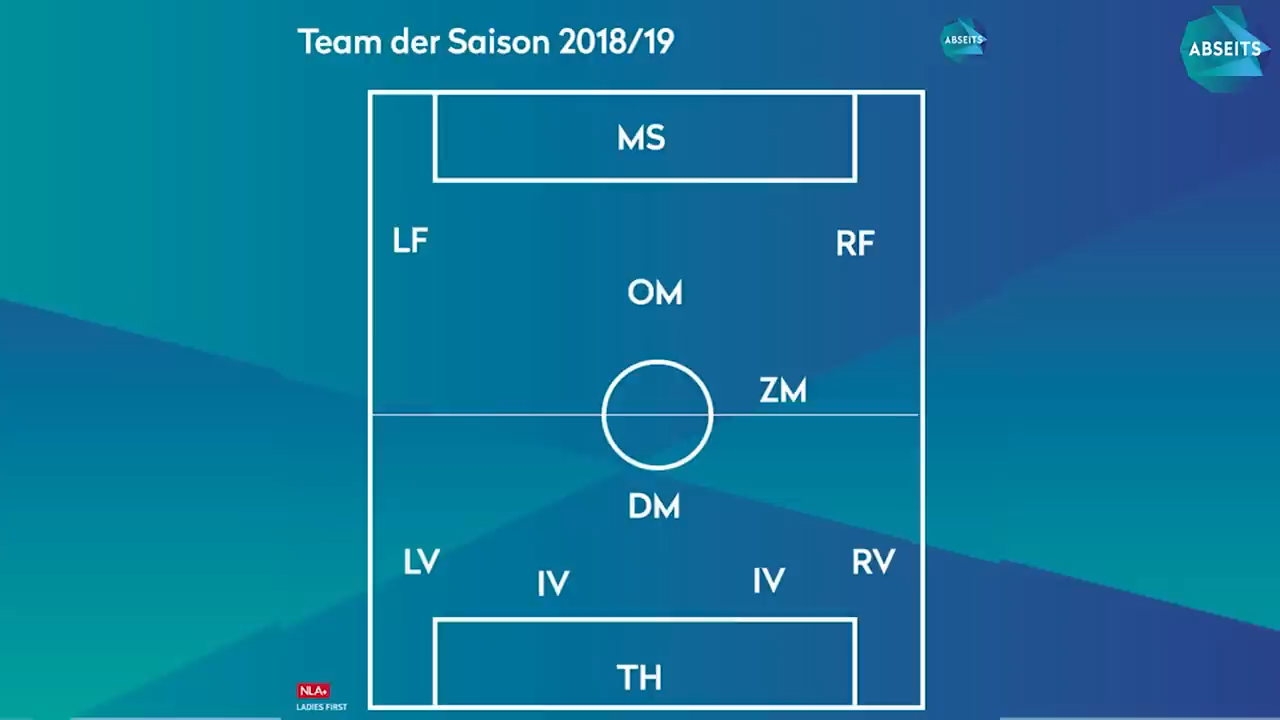 Team der Saison 2018/19
ABSEITS
ABSEITS
MS
LF
RF
OM
ZM
DM
LV
IV
IV
RV
TH
NLA+
LADIES FIRST